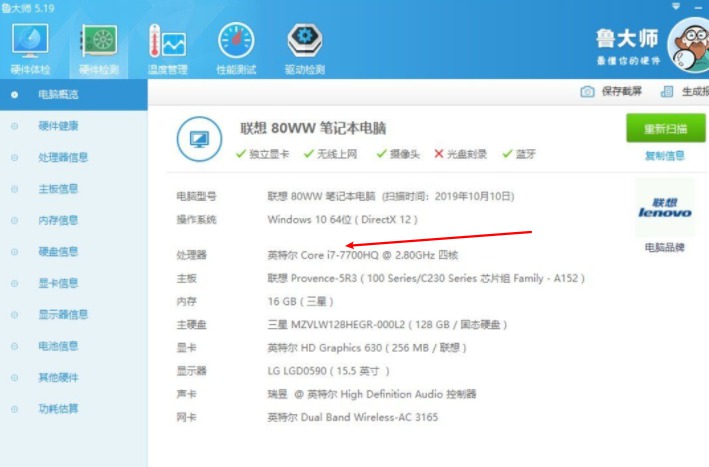 鲁大师 5.19
硬件体检 硬件检测 温度管理 性能测试 驱动检测
鲁大师
最懂你的硬件
保存截屏 生成报
电脑概览
硬件健康
处理器信息
主板信息
内存信息
硬盘信息
显卡信息
显示器信息
电池信息
其他硬件
功耗估算
联想 80WW 笔记本电脑
独立显卡 无线上网 摄像头 光盘刻录 蓝牙
重新扫描
复制信息
电脑型号 联想 80WW 笔记本电脑 (扫描时间：2019年10月10日)
操作系统 Windows 10 64位 ( DirectX 12 )
处理器 英特尔 Core i7-7700HQ @ 2.80GHz 四核
主板 联想 Provence-5R3 ( 100 Series/C230 Series 芯片组 Family - A152 )
内存 16 GB ( 三星 )
主硬盘 三星 MZVLW128HEGR-000L2 ( 128 GB / 固态硬盘 )
显卡 英特尔 HD Graphics 630 ( 256 MB / 联想 )
显示器 LG LGD0590 ( 15.5 英寸 )
声卡 瑞昱 @ 英特尔 High Definition Audio 控制器
网卡 英特尔 Dual Band Wireless-AC 3165
联想
lenovo
电脑品牌